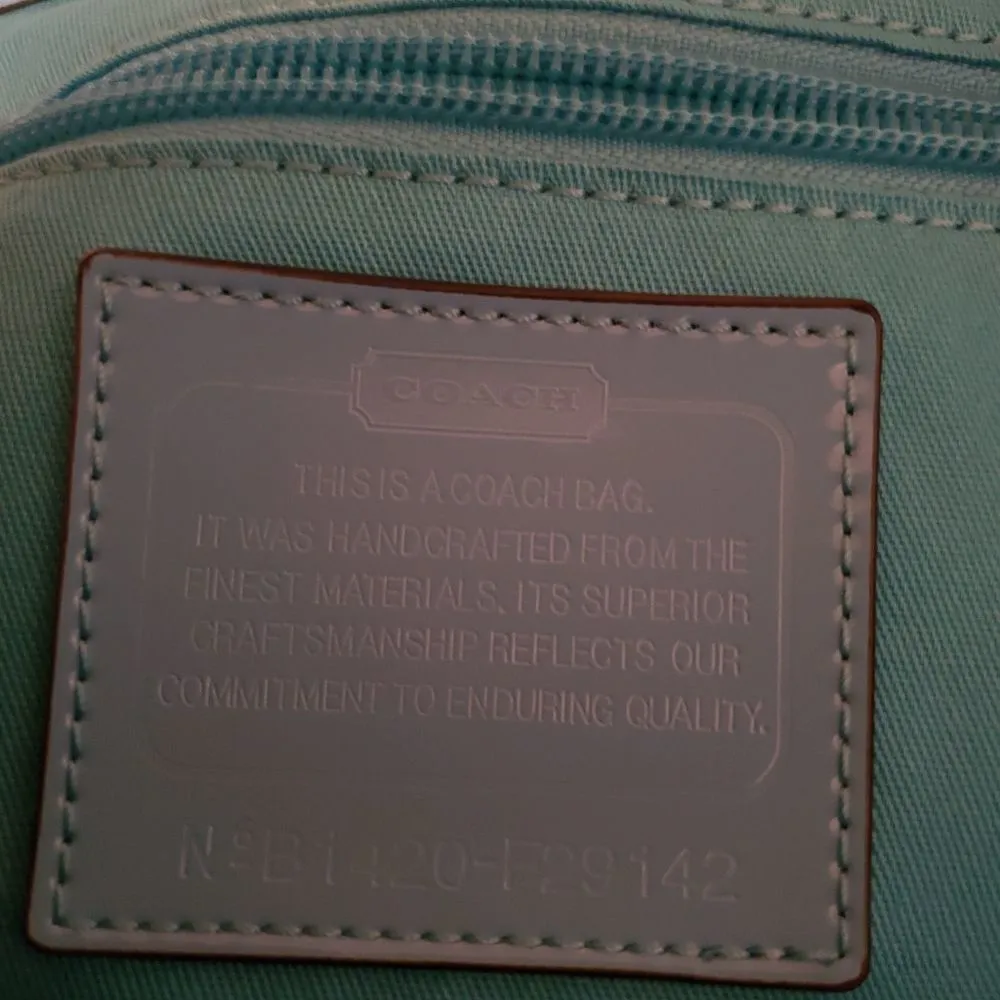 COACH
THIS IS A COACH BAG.
IT WAS HANDCRAFTED FROM THE
FINEST MATERIALS. ITS SUPERIOR
CRAFTSMANSHIP REFLECTS OUR
COMMITMENT TO ENDURING QUALITY.
Nº B1420-F29142